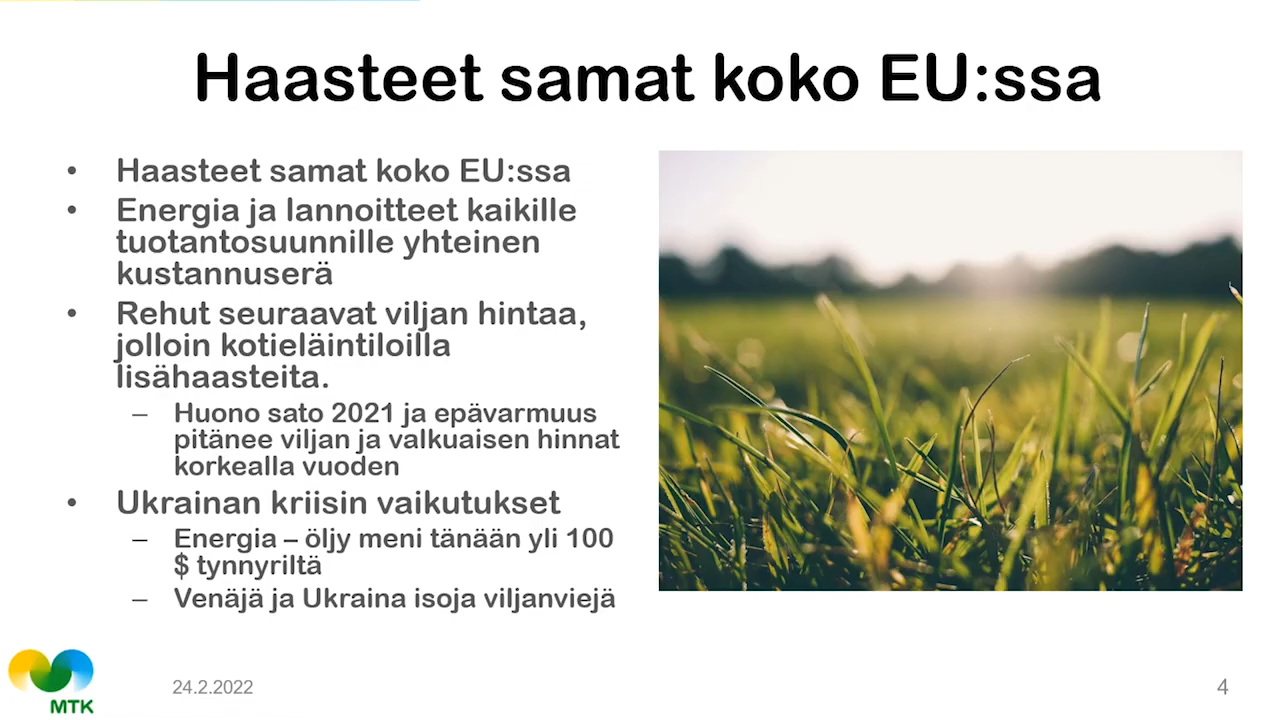 Haasteet samat koko EU:ssa
• Haasteet samat koko EU:ssa
• Energia ja lannoitteet kaikille
tuotantosuunnille yhteinen
kustannuserä
• Rehut seuraavat viljan hintaa,
jolloin kotieläintiloilla
lisähaasteita.
– Huono sato 2021 ja epävarmuus
pitänee viljan ja valkuaisen hinnat
korkealla vuoden
• Ukrainan kriisin vaikutukset
– Energia – öljy meni tänään yli 100
$ tynnyriltä
– Venäjä ja Ukraina isoja viljanviejä
MTK
24.2.2022
4